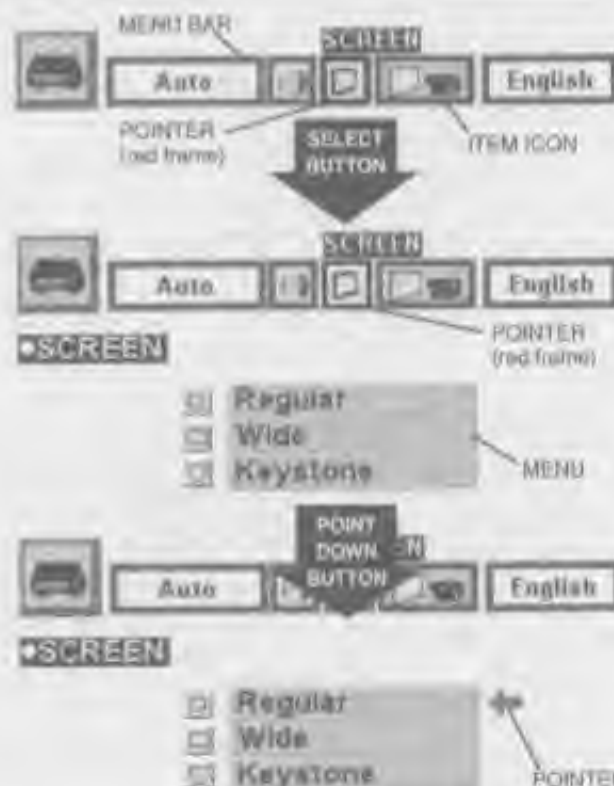 MENU BAR
SCREEN
Auto
English
POINTER
(red frame)
SELECT
BUTTON
ITEM ICON
SCREEN
Auto
English
POINTER
(red frame)
•SCREEN
Regular
Wide
Keystone
MENU
POINT
DOWN
BUTTON
N
Auto
English
•SCREEN
Regular
Wide
Keystone
POINTER